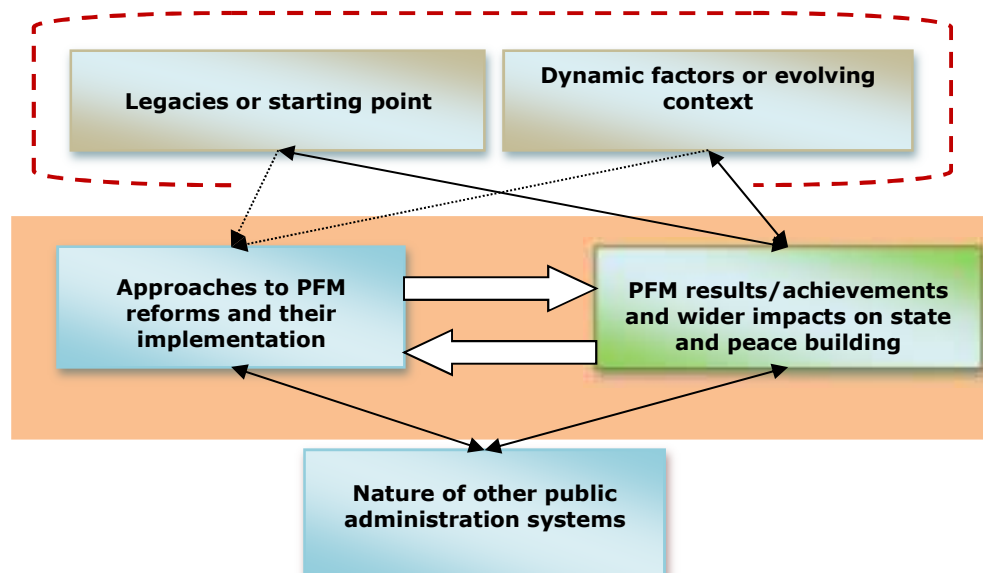 Legacies or starting point
Dynamic factors or evolving
context
Approaches to PFM
reforms and their
implementation
PFM results/achievements
and wider impacts on state
and peace building
Nature of other public
administration systems